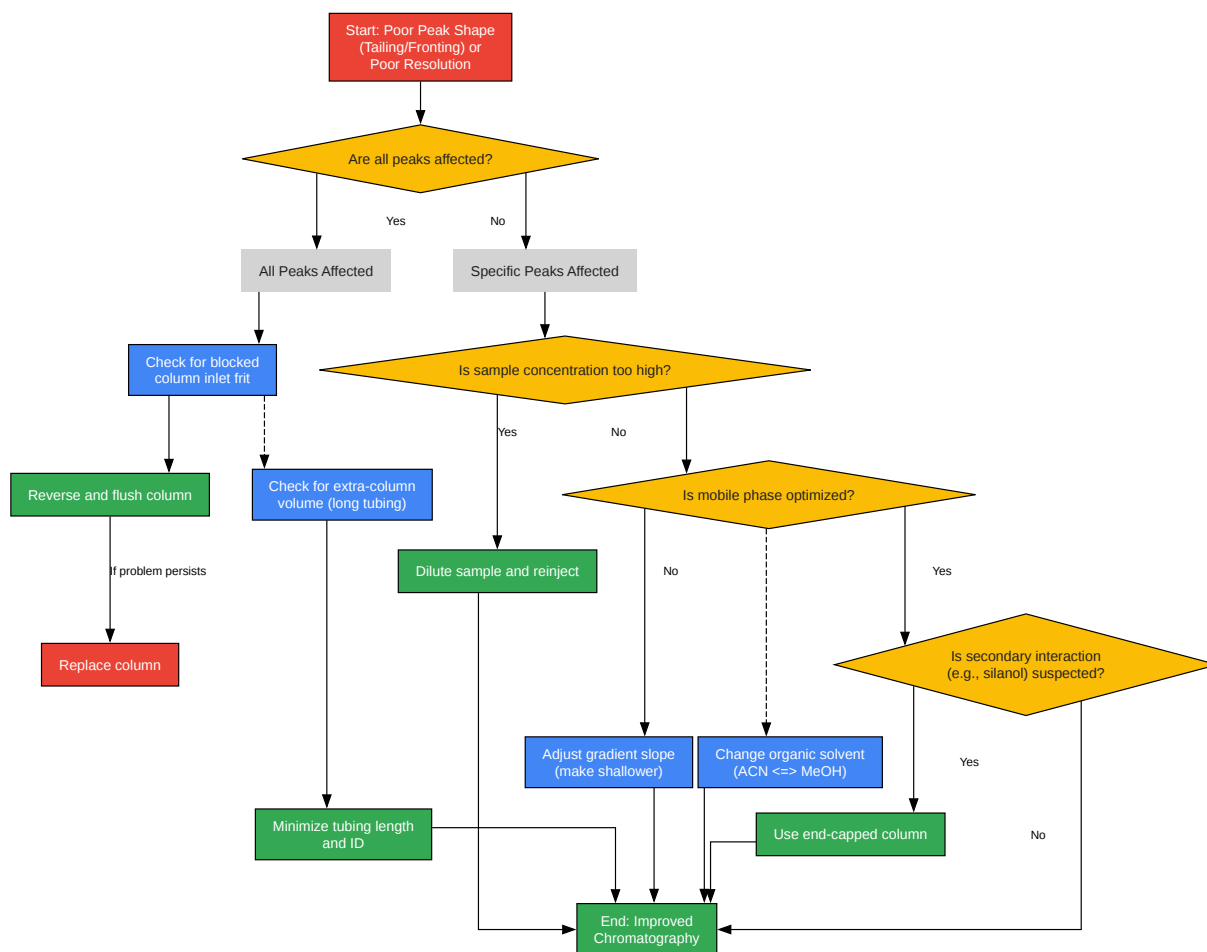 Start: Poor Peak Shape
(Tailing/Fronting) or
Poor Resolution
Are all peaks affected?
Yes
No
All Peaks Affected
Specific Peaks Affected
Check for blocked
column inlet frit
Is sample concentration too high?
Yes
No
Reverse and flush column
Check for extra-column
volume (long tubing)
Is mobile phase optimized?
If problem persists
Dilute sample and reinject
No
Yes
Replace column
Is secondary interaction
(e.g., silanol) suspected?
Adjust gradient slope
(make shallower)
Change organic solvent
(ACN <=> MeOH)
Yes
Minimize tubing length
and ID
Use end-capped column
No
End: Improved
Chromatography